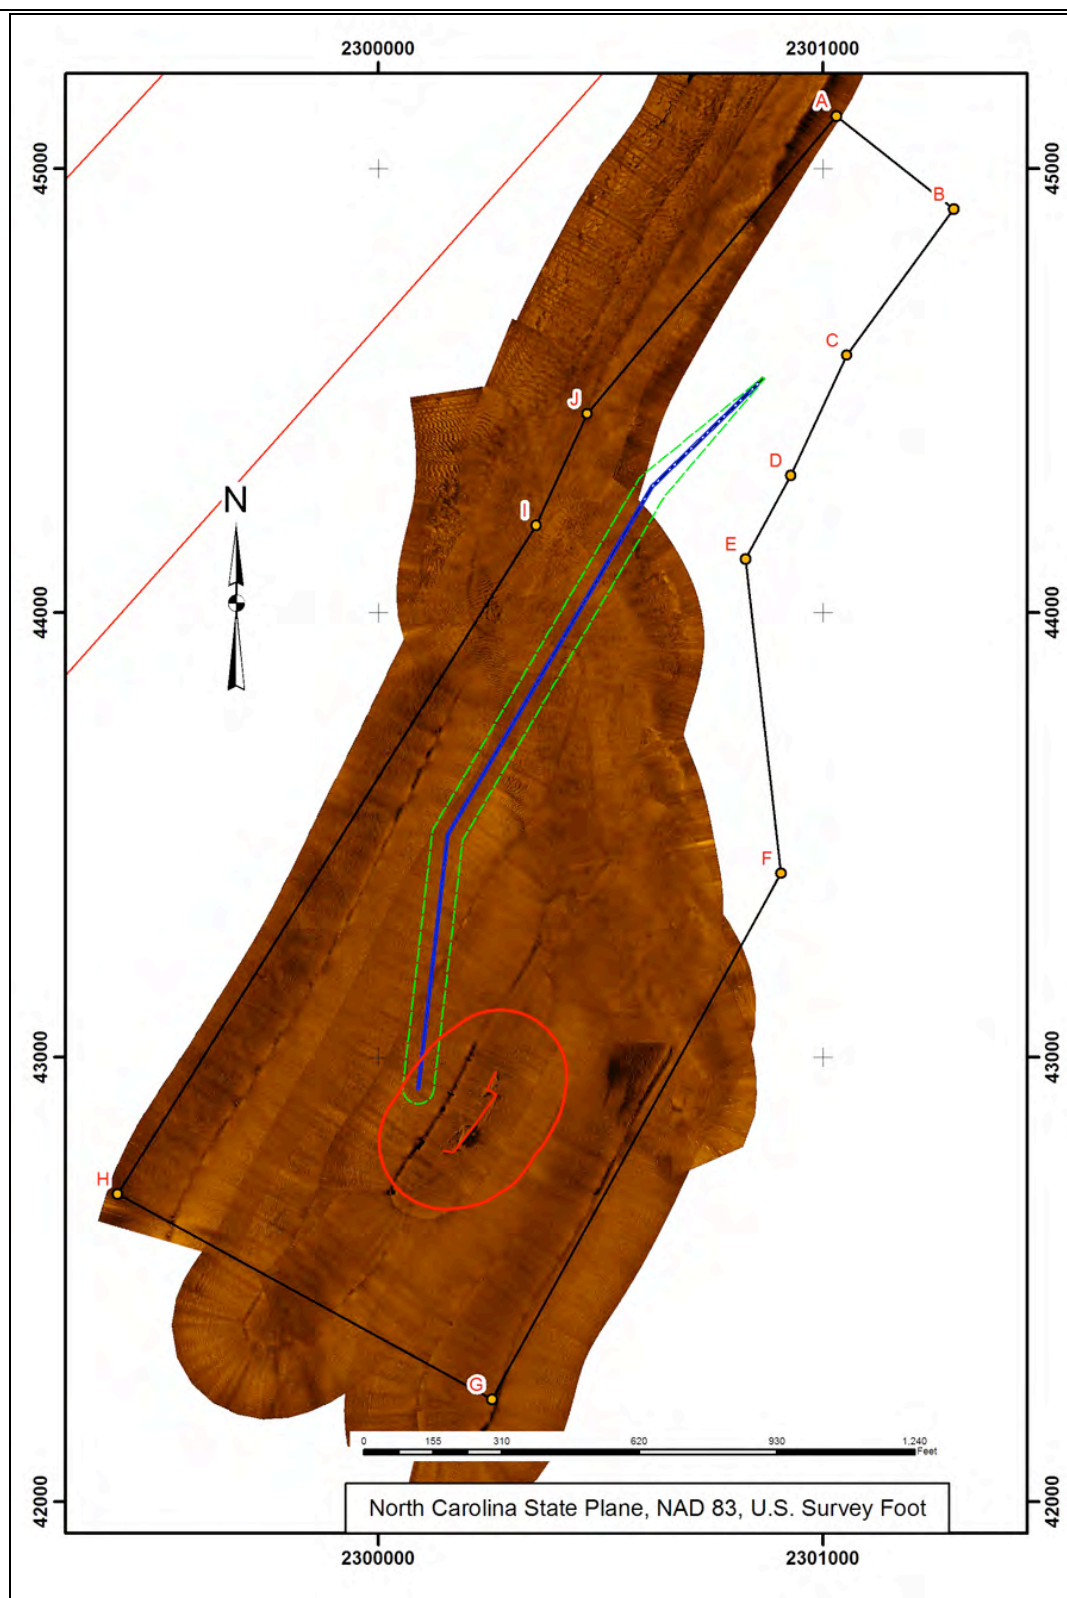 2300000 2301000
A
45000 45000
B
C
J
N
D
I
E
44000 44000
F
43000 43000
H
G
0 155 310 620 930 1,240
Feet
42000 42000
North Carolina State Plane, NAD 83, U.S. Survey Foot
2300000 2301000